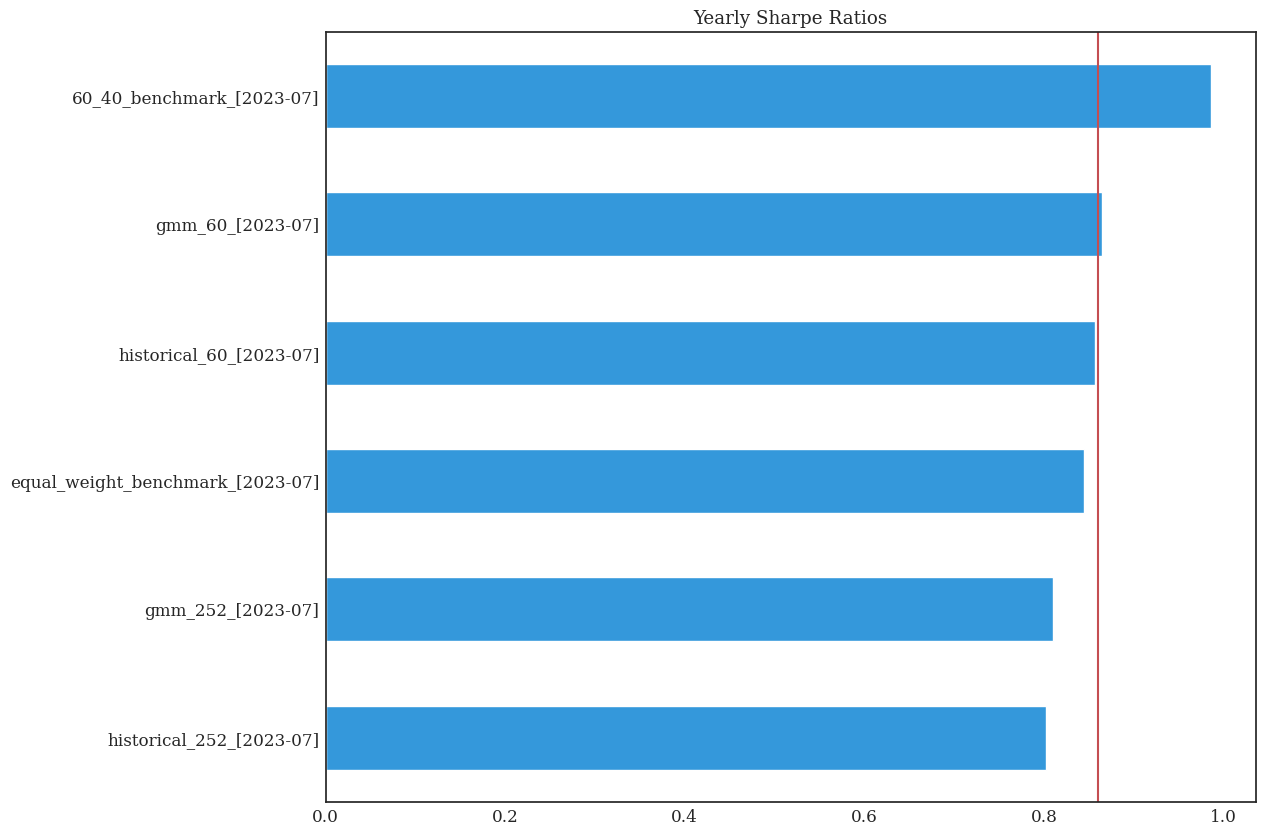 Yearly Sharpe Ratios
60_40_benchmark_[2023-07]
gmm_60_[2023-07]
historical_60_[2023-07]
equal_weight_benchmark_[2023-07]
gmm_252_[2023-07]
historical_252_[2023-07]
0.0 0.2 0.4 0.6 0.8 1.0